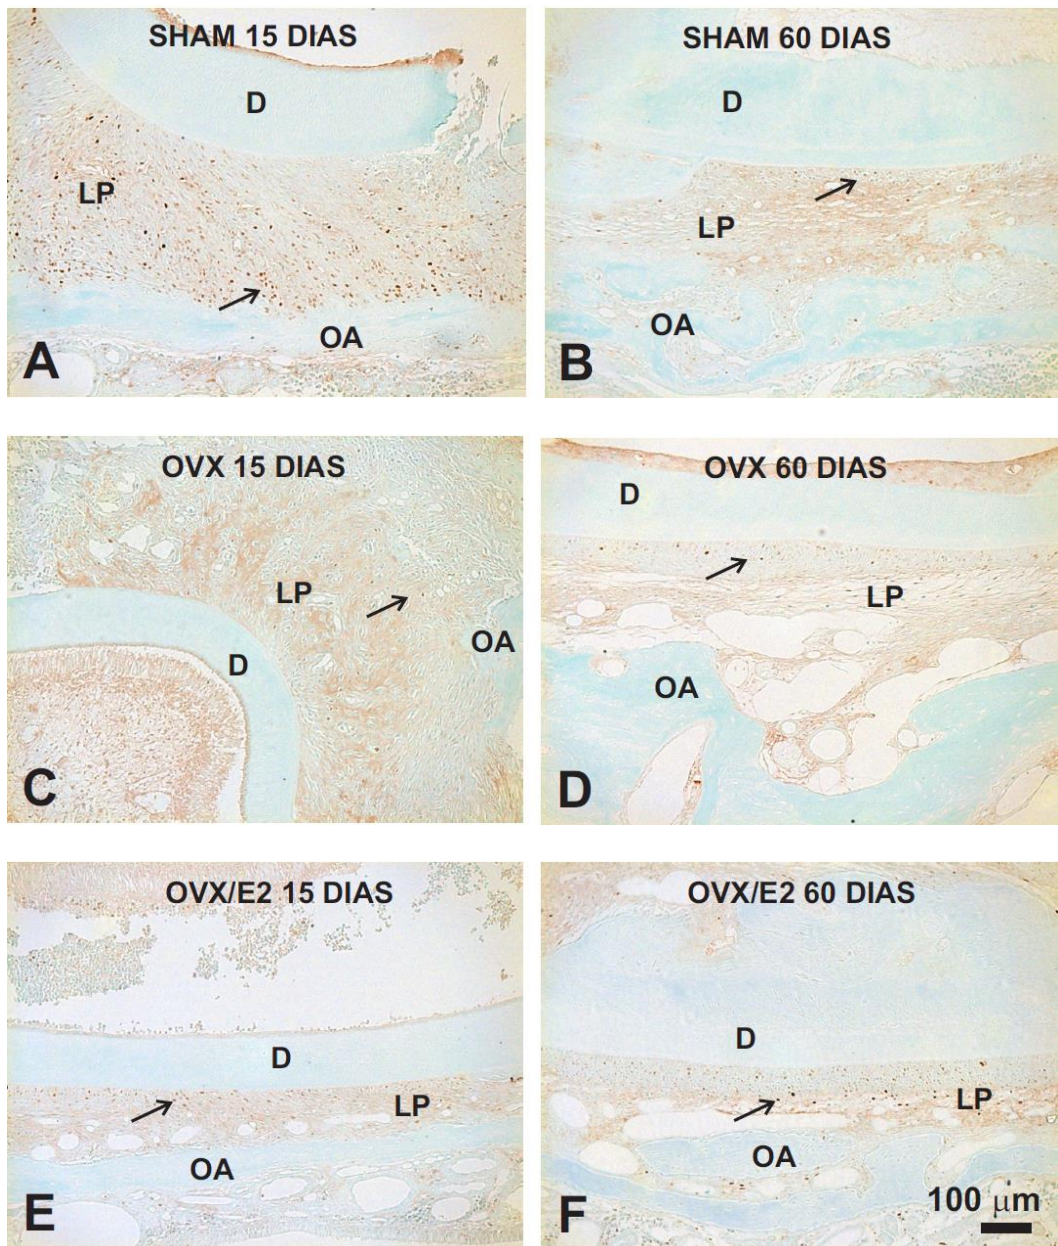 SHAM 15 DIAS
D
LP
OA
A
SHAM 60 DIAS
D
LP
OA
B
OVX 15 DIAS
LP
OA
D
C
OVX 60 DIAS
D
LP
OA
D
OVX/E2 15 DIAS
D
LP
OA
E
OVX/E2 60 DIAS
D
LP
OA
100 μm
F